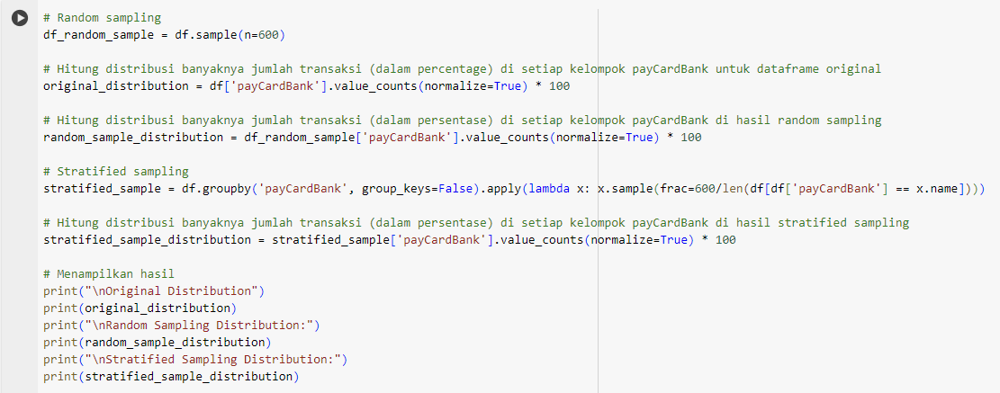 # Random sampling
df_random_sample = df.sample(n=600)
# Hitung distribusi banyaknya jumlah transaksi (dalam percentage) di setiap kelompok payCardBank untuk dataframe original
original_distribution = df['payCardBank'].value_counts(normalize=True) * 100
# Hitung distribusi banyaknya jumlah transaksi (dalam persentase) di setiap kelompok payCardBank di hasil random sampling
random_sample_distribution = df_random_sample['payCardBank'].value_counts(normalize=True) * 100
# Stratified sampling
stratified_sample = df.groupby('payCardBank', group_keys=False).apply(lambda x: x.sample(frac=600/len(df[df['payCardBank'] == x.name])))
# Hitung distribusi banyaknya jumlah transaksi (dalam persentase) di setiap kelompok payCardBank di hasil stratified sampling
stratified_sample_distribution = stratified_sample['payCardBank'].value_counts(normalize=True) * 100
# Menampilkan hasil
print("\nOriginal Distribution")
print(original_distribution)
print("\nRandom Sampling Distribution:")
print(random_sample_distribution)
print("\nStratified Sampling Distribution:")
print(stratified_sample_distribution)